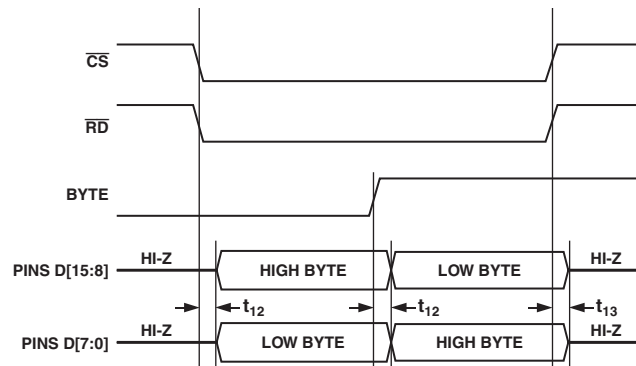 CS
RD
BYTE
PINS D[15:8] HI-Z HIGH BYTE LOW BYTE HI-Z
t12 t12 t13
PINS D[7:0] HI-Z LOW BYTE HIGH BYTE HI-Z